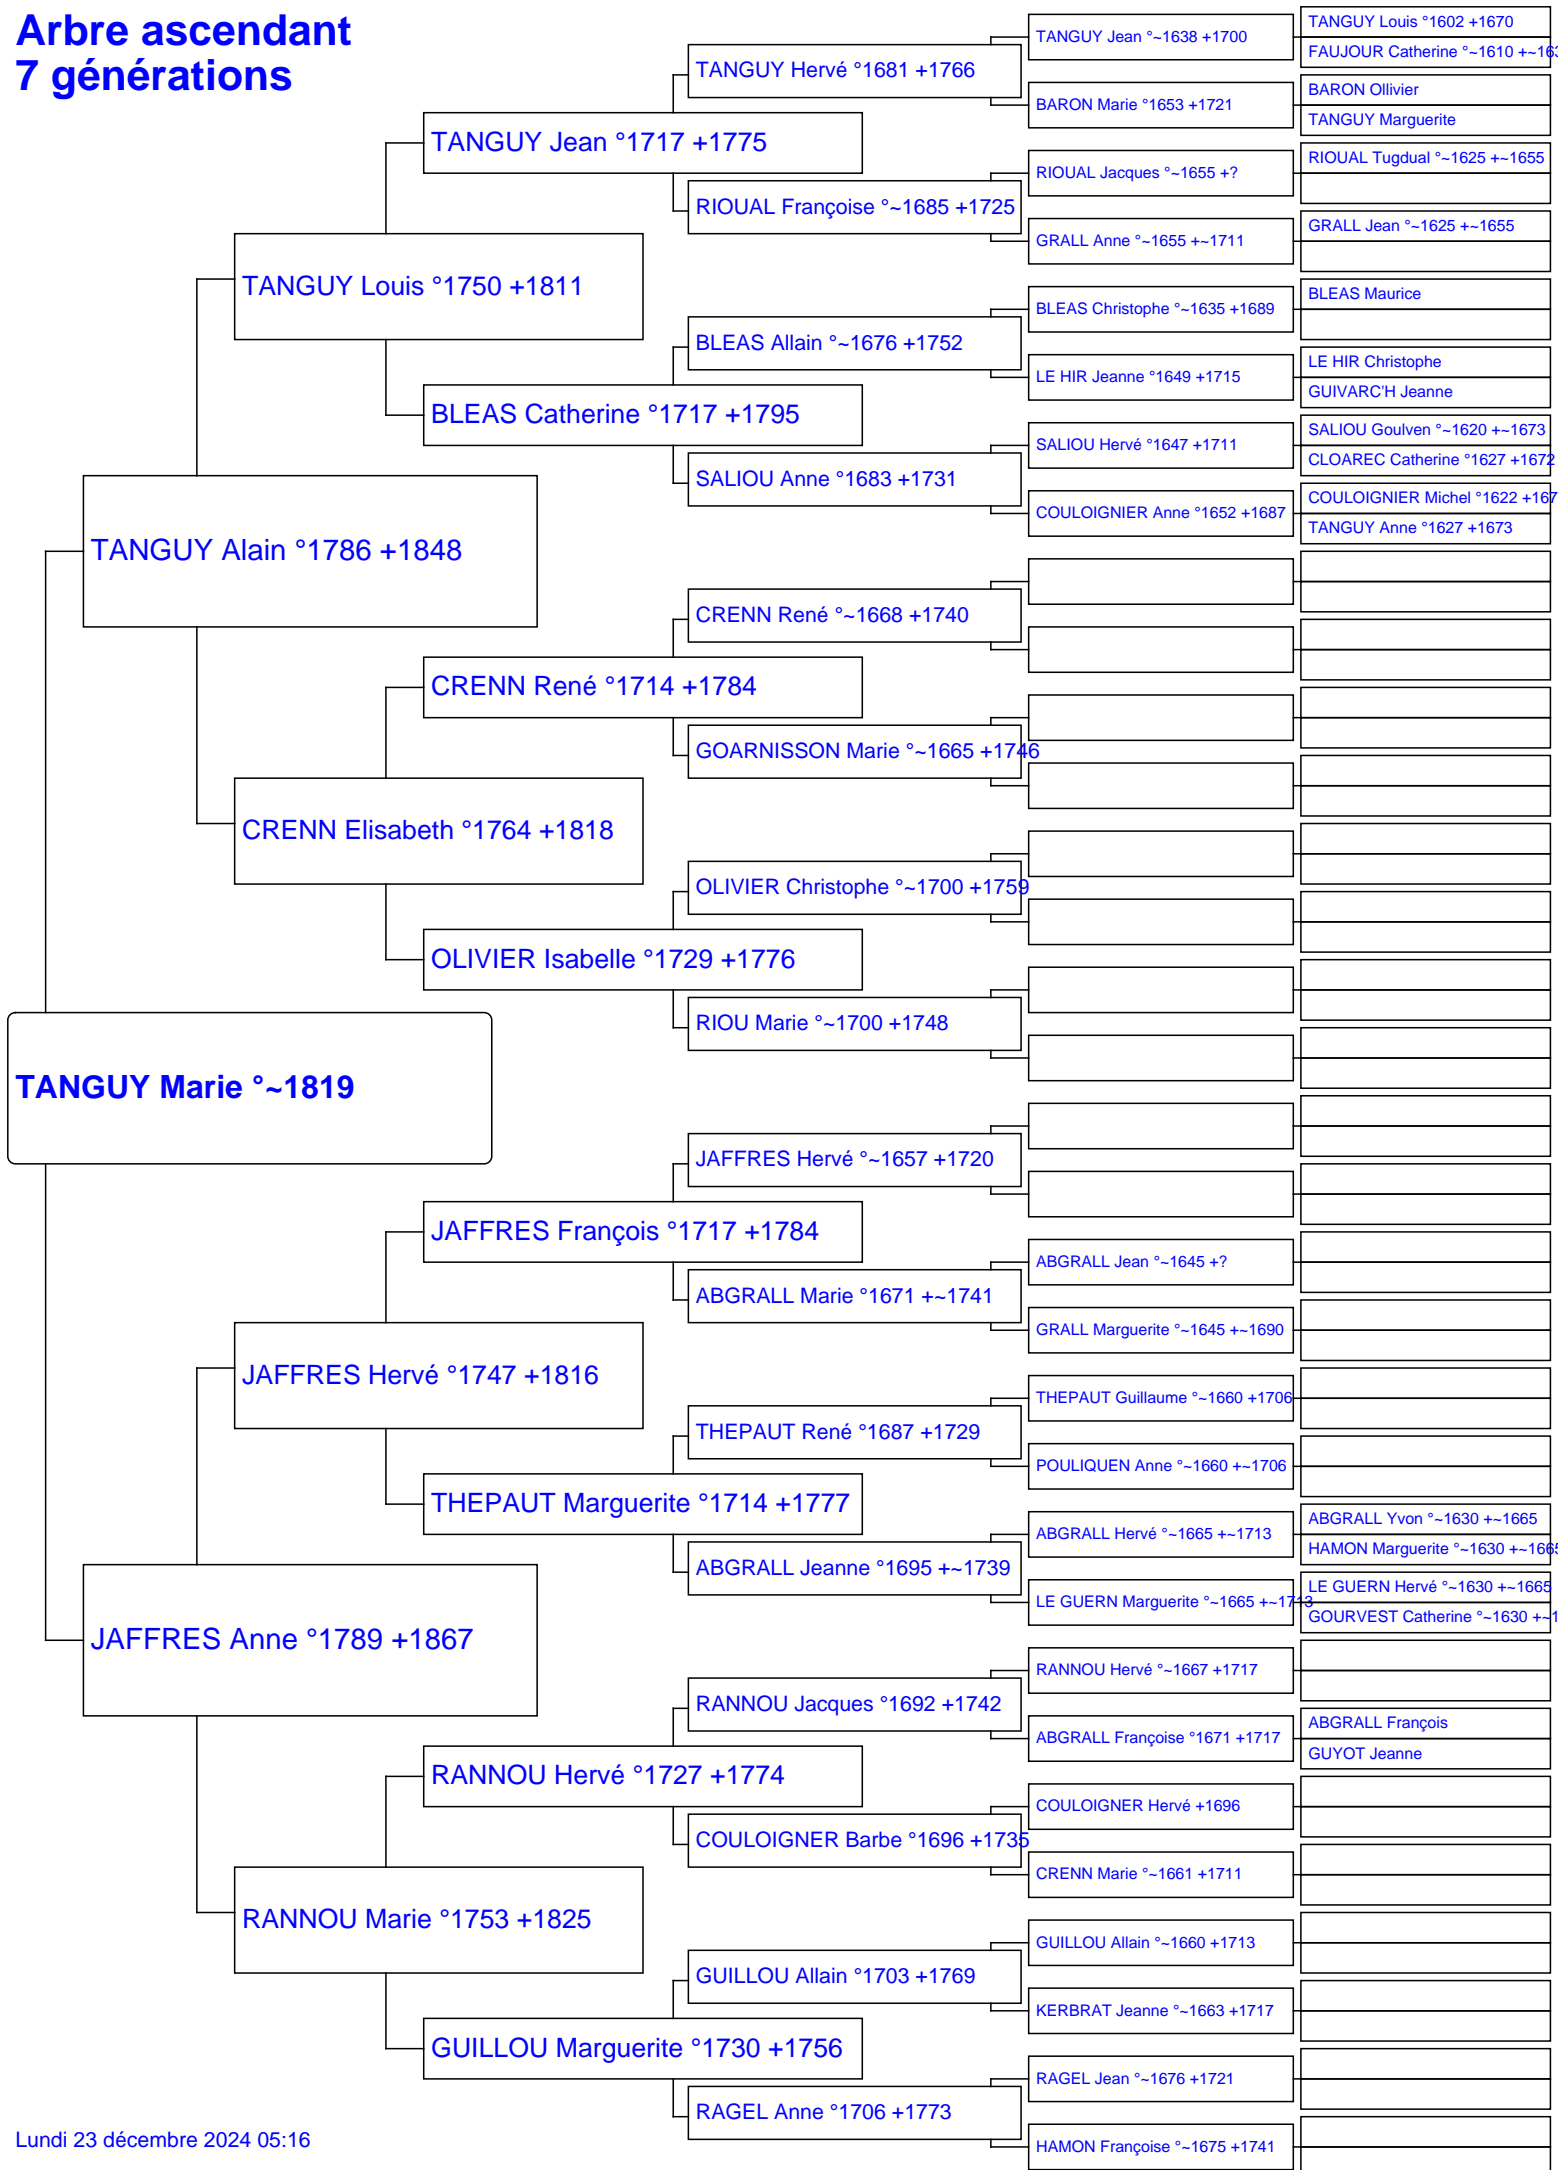 Arbre ascendant
7 générations
TANGUY Marie °~1819
TANGUY Alain °1786 +1848
JAFFRES Anne °1789 +1867
TANGUY Louis °1750 +1811
CRENN Elisabeth °1764 +1818
JAFFRES Hervé °1747 +1816
RANNOU Marie °1753 +1825
TANGUY Jean °1717 +1775
BLEAS Catherine °1717 +1795
CRENN René °1714 +1784
OLIVIER Isabelle °1729 +1776
JAFFRES François °1717 +1784
THEPAUT Marguerite °1714 +1777
RANNOU Hervé °1727 +1774
GUILLOU Marguerite °1730 +1756
TANGUY Hervé °1681 +1766
RIOUAL Françoise °~1685 +1725
BLEAS Allain °~1676 +1752
SALIOU Anne °1683 +1731
CRENN René °~1668 +1740
GOARNISSON Marie °~1665 +1746
OLIVIER Christophe °~1700 +1759
RIOU Marie °~1700 +1748
JAFFRES Hervé °~1657 +1720
ABGRALL Marie °1671 +~1741
THEPAUT René °1687 +1729
ABGRALL Jeanne °1695 +~1739
RANNOU Jacques °1692 +1742
COULOIGNER Barbe °1696 +1735
GUILLOU Allain °1703 +1769
RAGEL Anne °1706 +1773
TANGUY Jean °~1638 +1700
BARON Marie °1653 +1721
RIOUAL Jacques °~1655 +?
GRALL Anne °~1655 +~1711
BLEAS Christophe °~1635 +1689
LE HIR Jeanne °1649 +1715
SALIOU Hervé °1647 +1711
COULOIGNIER Anne °1652 +1687
ABGRALL Jean °~1645 +?
GRALL Marguerite °~1645 +~1690
THEPAUT Guillaume °~1660 +1706
POULIQUEN Anne °~1660 +~1706
ABGRALL Hervé °~1665 +~1713
LE GUERN Marguerite °~1665 +~1713
RANNOU Hervé °~1667 +1717
ABGRALL Françoise °1671 +1717
COULOIGNER Hervé +1696
CRENN Marie °~1661 +1711
GUILLOU Allain °~1660 +1713
KERBRAT Jeanne °~1663 +1717
RAGEL Jean °~1676 +1721
HAMON Françoise °~1675 +1741
TANGUY Louis °1602 +1670
FAUJOUR Catherine °~1610 +~163
BARON Ollivier
TANGUY Marguerite
RIOUAL Tugdual °~1625 +~1655
GRALL Jean °~1625 +~1655
BLEAS Maurice
LE HIR Christophe
GUIVARC'H Jeanne
SALIOU Goulven °~1620 +~1673
CLOAREC Catherine °1627 +1672
COULOIGNIER Michel °1622 +167
TANGUY Anne °1627 +1673
ABGRALL Yvon °~1630 +~1665
HAMON Marguerite °~1630 +~1665
LE GUERN Hervé °~1630 +~1665
GOURVEST Catherine °~1630 +~1
ABGRALL François
GUYOT Jeanne
Lundi 23 décembre 2024 05:16